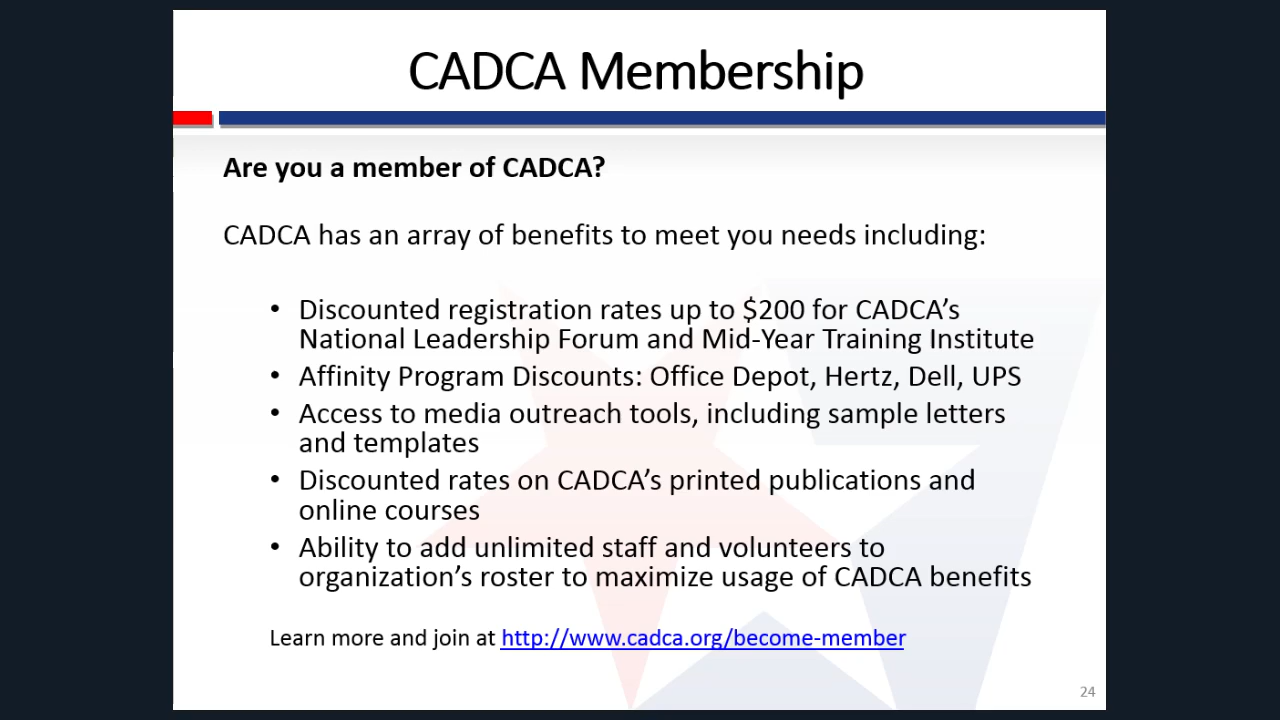 CADCA Membership
Are you a member of CADCA?
CADCA has an array of benefits to meet you needs including:
• Discounted registration rates up to $200 for CADCA's
National Leadership Forum and Mid-Year Training Institute
• Affinity Program Discounts: Office Depot, Hertz, Dell, UPS
• Access to media outreach tools, including sample letters
and templates
• Discounted rates on CADCA's printed publications and
online courses
• Ability to add unlimited staff and volunteers to
organization's roster to maximize usage of CADCA benefits
Learn more and join at http://www.cadca.org/become-member
24